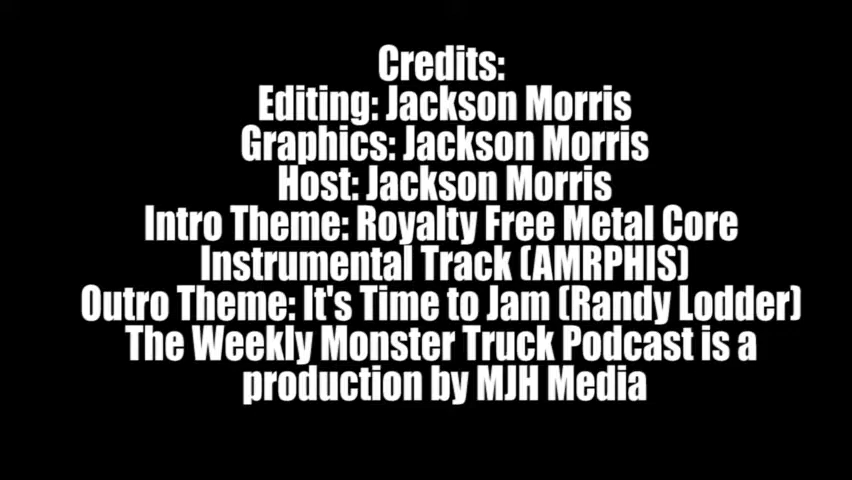 Credits:
Editing: Jackson Morris
Graphics: Jackson Morris
Host: Jackson Morris
Intro Theme: Royalty Free Metal Core
Instrumental Track (AMRPHIS)
Outro Theme: It's Time to Jam (Randy Lodder)
The Weekly Monster Truck Podcast is a
production by MJH Media